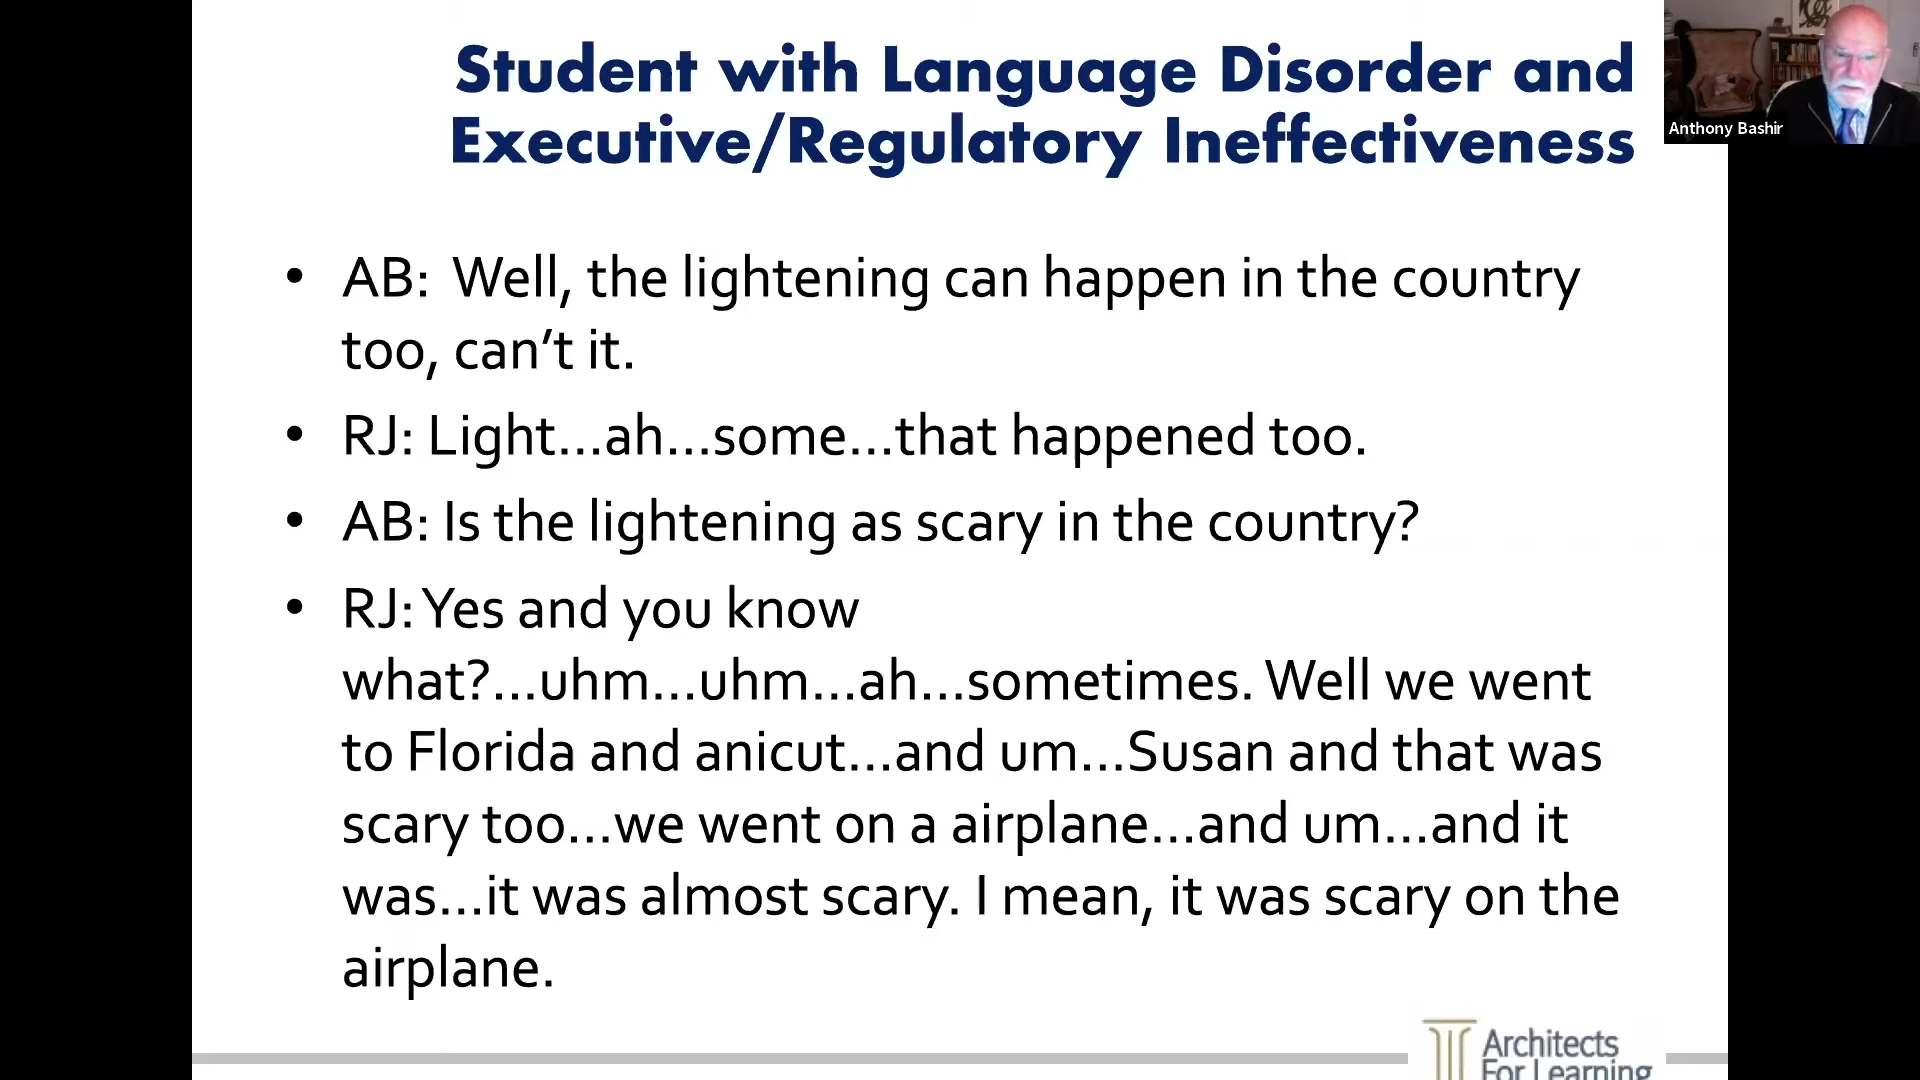 Student with Language Disorder and
Executive/Regulatory Ineffectiveness
Anthony Bashir
• AB:  Well, the lightening can happen in the country
too, can’t it.
• RJ: Light…ah…some…that happened too.
• AB: Is the lightening as scary in the country?
• RJ: Yes and you know
what?…uhm…uhm…ah…sometimes. Well we went
to Florida and anicut…and um…Susan and that was
scary too…we went on a airplane…and um…and it
was…it was almost scary. I mean, it was scary on the
airplane.
Architects
For Learning